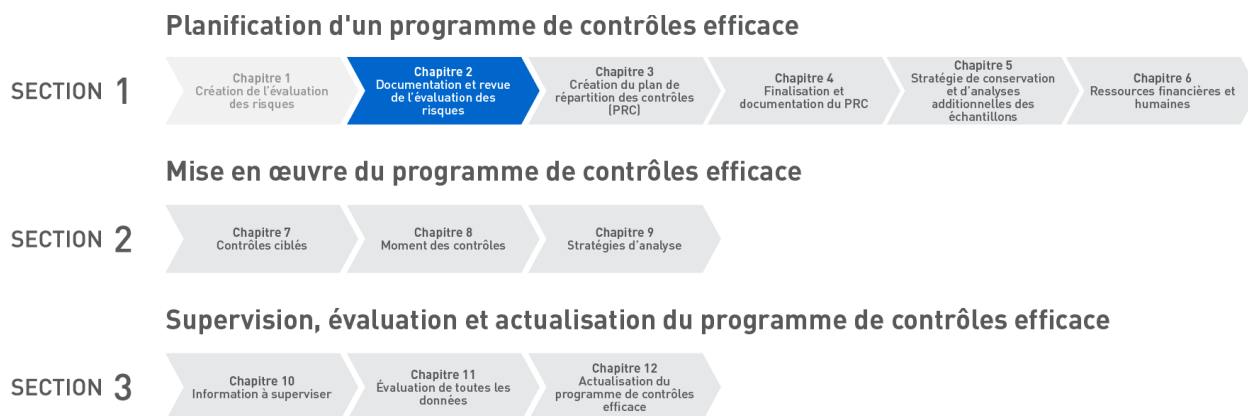 Planification d'un programme de contrôles efficace
SECTION 1
Chapitre 1
Création de l'évaluation
des risques
Chapitre 2
Documentation et revue
de l'évaluation des
risques
Chapitre 3
Création du plan de
répartition des contrôles
(PRC)
Chapitre 4
Finalisation et
documentation du PRC
Chapitre 5
Stratégie de conservation
et d'analyses
additionnelles des
échantillons
Chapitre 6
Ressources financières et
humaines
Mise en œuvre du programme de contrôles efficace
SECTION 2
Chapitre 7
Contrôles ciblés
Chapitre 8
Moment des contrôles
Chapitre 9
Stratégies d'analyse
Supervision, évaluation et actualisation du programme de contrôles efficace
SECTION 3
Chapitre 10
Information à superviser
Chapitre 11
Évaluation de toutes les
données
Chapitre 12
Actualisation du
programme de contrôles
efficace